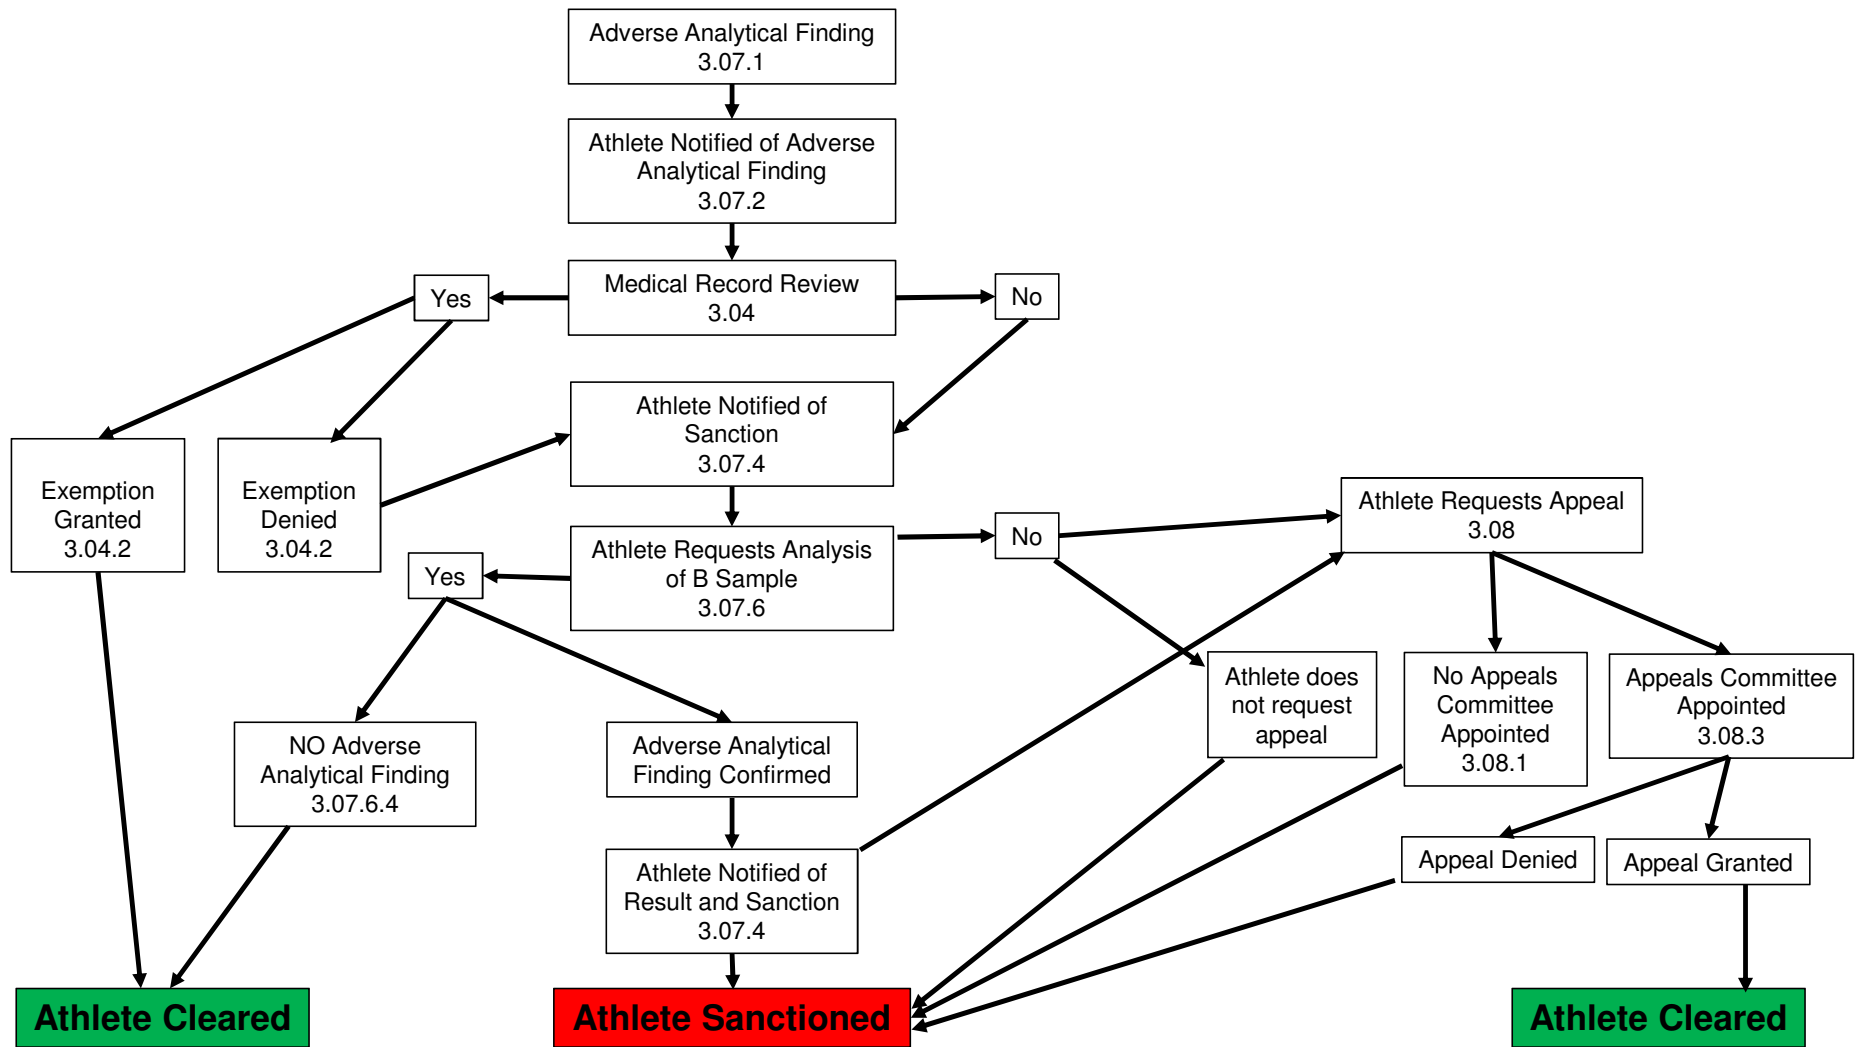 Adverse Analytical Finding
3.07.1
Athlete Notified of Adverse
Analytical Finding
3.07.2
Yes
Medical Record Review
3.04
No
Athlete Notified of
Sanction
3.07.4
Exemption
Granted
3.04.2
Exemption
Denied
3.04.2
Athlete Requests Appeal
3.08
Yes
Athlete Requests Analysis
of B Sample
3.07.6
No
Athlete does
not request
appeal
No Appeals
Committee
Appointed
3.08.1
Appeals Committee
Appointed
3.08.3
NO Adverse
Analytical Finding
3.07.6.4
Adverse Analytical
Finding Confirmed
Appeal Denied
Appeal Granted
Athlete Notified of
Result and Sanction
3.07.4
Athlete Cleared
Athlete Sanctioned
Athlete Cleared